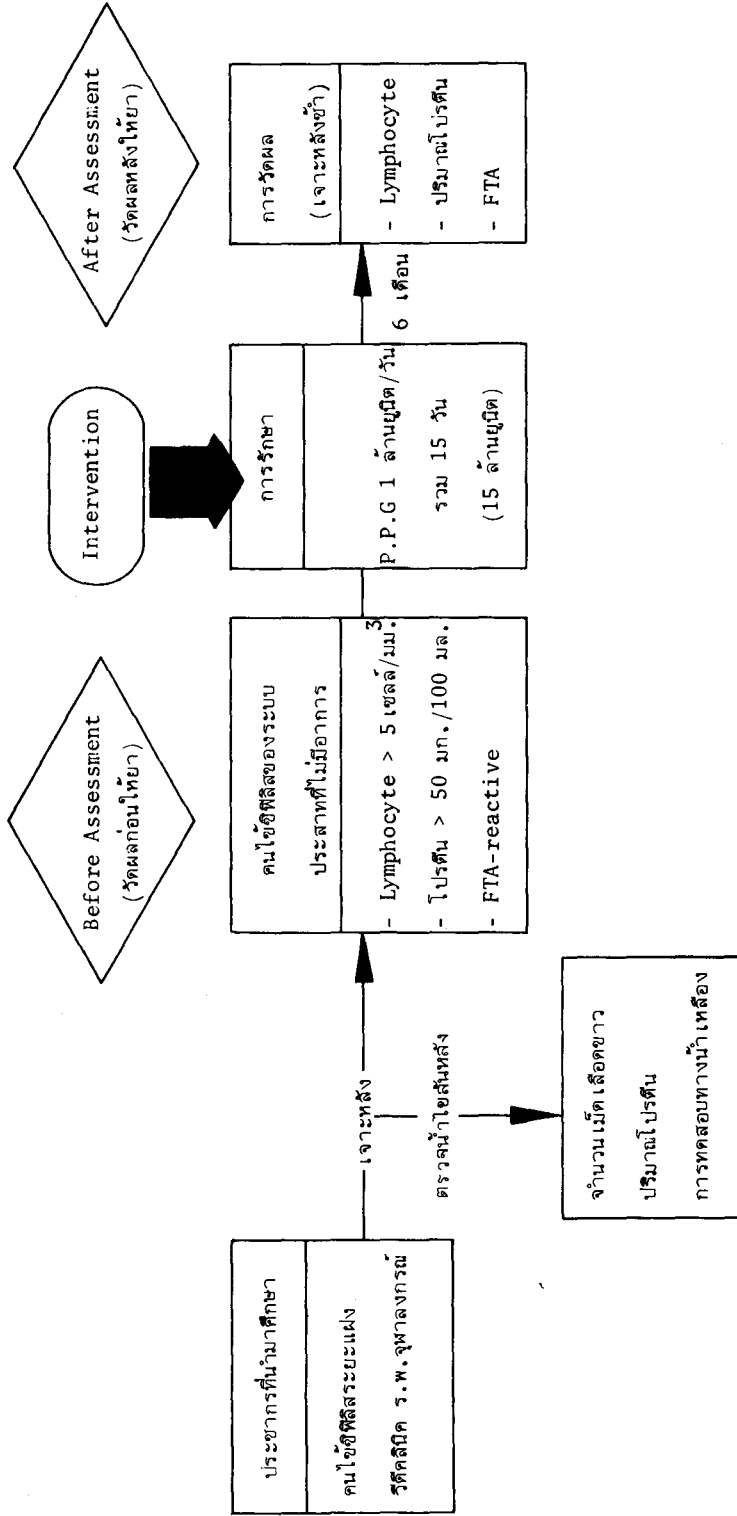 Before Assessment
(วัดผลก่อนให้ยา)
Intervention
After Assessment
(วัดผลหลังให้ยา)
ประชากรที่นำมาศึกษา
คนไข้ซิฟิลิสระยะแฝง
วีดีคลินิค ร.พ.จุฬาลงกรณ์
เจาะหลัง
ตรวจน้ำไขสันหลัง
จำนวนเม็ดเลือดขาว
ปริมาณโปรตีน
การทดสอบทางน้ำเหลือง
คนไข้ซิฟิลิสของระบบ
ประสาทที่ไม่มีอาการ
- Lymphocyte > 5 เซลล์/มม.3
- โปรตีน > 50 มก./100 มล.
- FTA-reactive
การรักษา
P.P.G 1 ล้านยูนิต/วัน
รวม 15 วัน
(15 ล้านยูนิต)
6 เดือน
การวัดผล
(เจาะหลังซ้ำ)
- Lymphocyte
- ปริมาณโปรตีน
- FTA